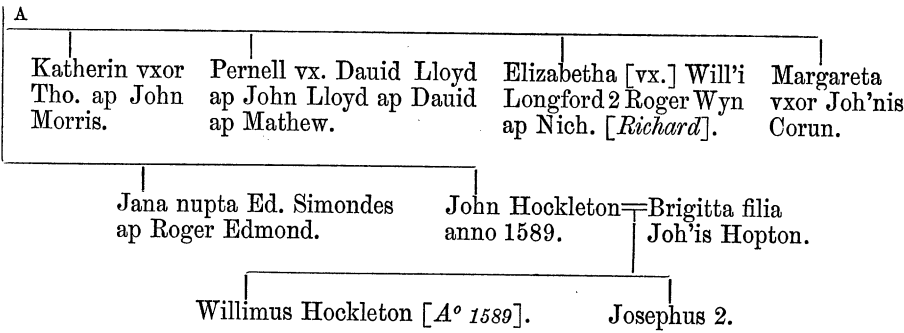 A
Katherin vxor
Tho. ap John
Morris.
Pernell vx. Dauid Lloyd
ap John Lloyd ap Dauid
ap Mathew.
Elizabetha [vx.] Will'i
Longford 2 Roger Wyn
ap Nich. [Richard].
Margareta
vxor Joh'nis
Corun.
Jana nupta Ed. Simondes
ap Roger Edmond.
John Hockleton
anno 1589.
Brigitta filia
Joh'is Hopton.
Willimus Hockleton [Aº 1589].
Josephus 2.